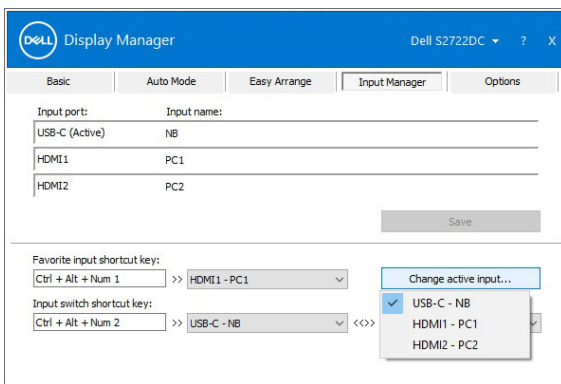 DELL Display Manager Dell S2722DC ? X
Basic Auto Mode Easy Arrange Input Manager Options
Input port: Input name:
USB-C (Active) NB
HDMI1 PC1
HDMI2 PC2
Save
Favorite input shortcut key:
Ctrl + Alt + Num 1 >> HDMI1 - PC1 Change active input...
Input switch shortcut key:
Ctrl + Alt + Num 2 >> USB-C - NB <<>>
USB-C - NB
HDMI1 - PC1
HDMI2 - PC2